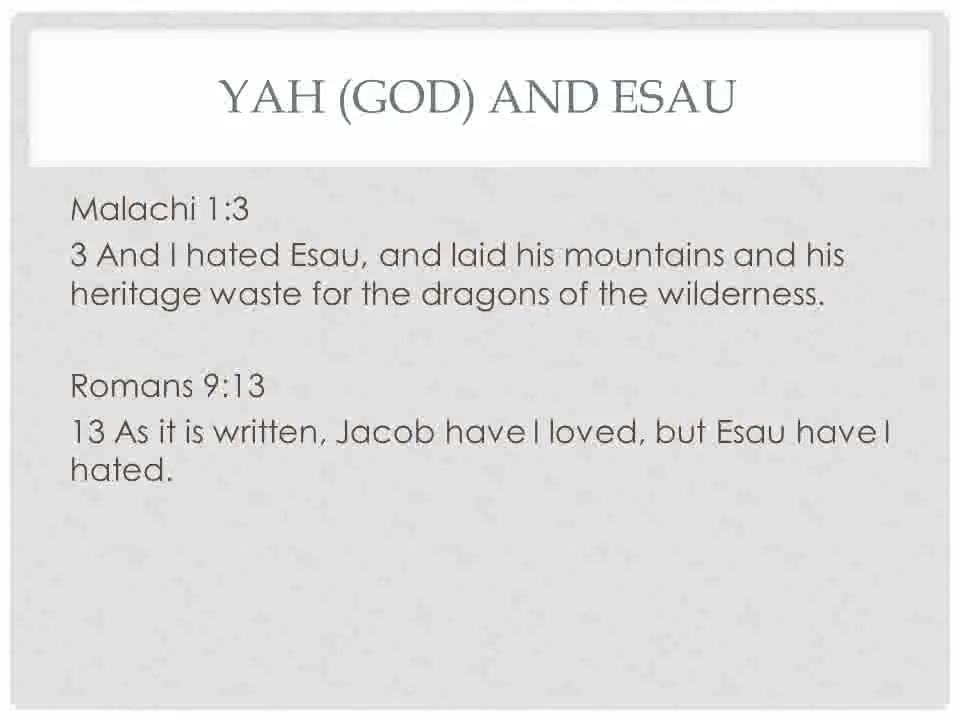 YAH (GOD) AND ESAU
Malachi 1:3
3 And I hated Esau, and laid his mountains and his
heritage waste for the dragons of the wilderness.
Romans 9:13
13 As it is written, Jacob have I loved, but Esau have I
hated.